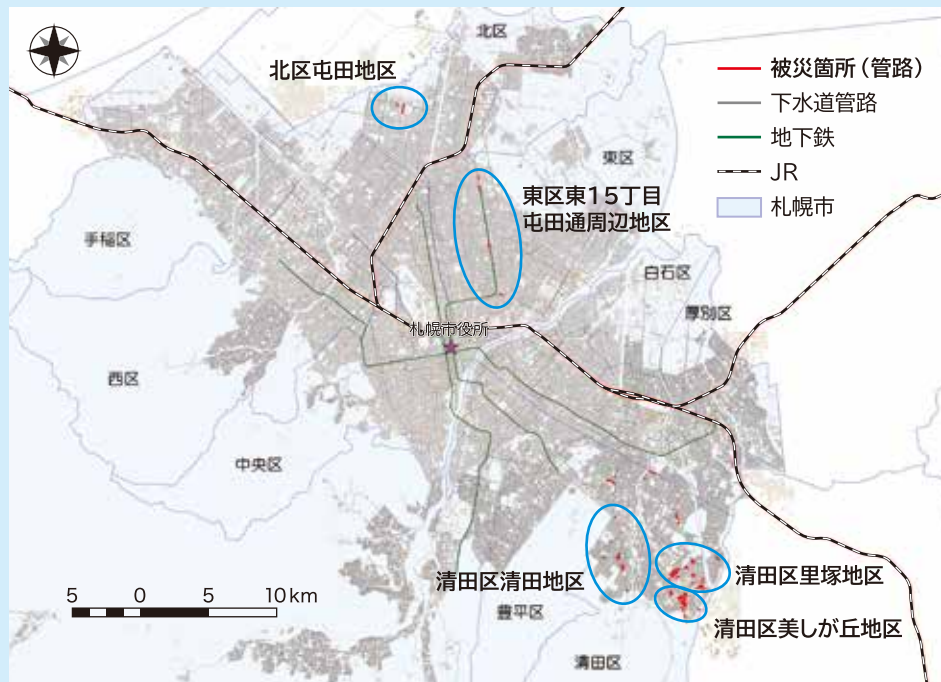 北区
北区屯田地区
被災箇所（管路）
下水道管路
地下鉄
JR
札幌市
東区
東区東15丁目
屯田通周辺地区
手稲区
白石区
厚別区
札幌市役所
西区
中央区
清田区清田地区
清田区里塚地区
豊平区
清田区美しが丘地区
清田区
5 0 5 10km